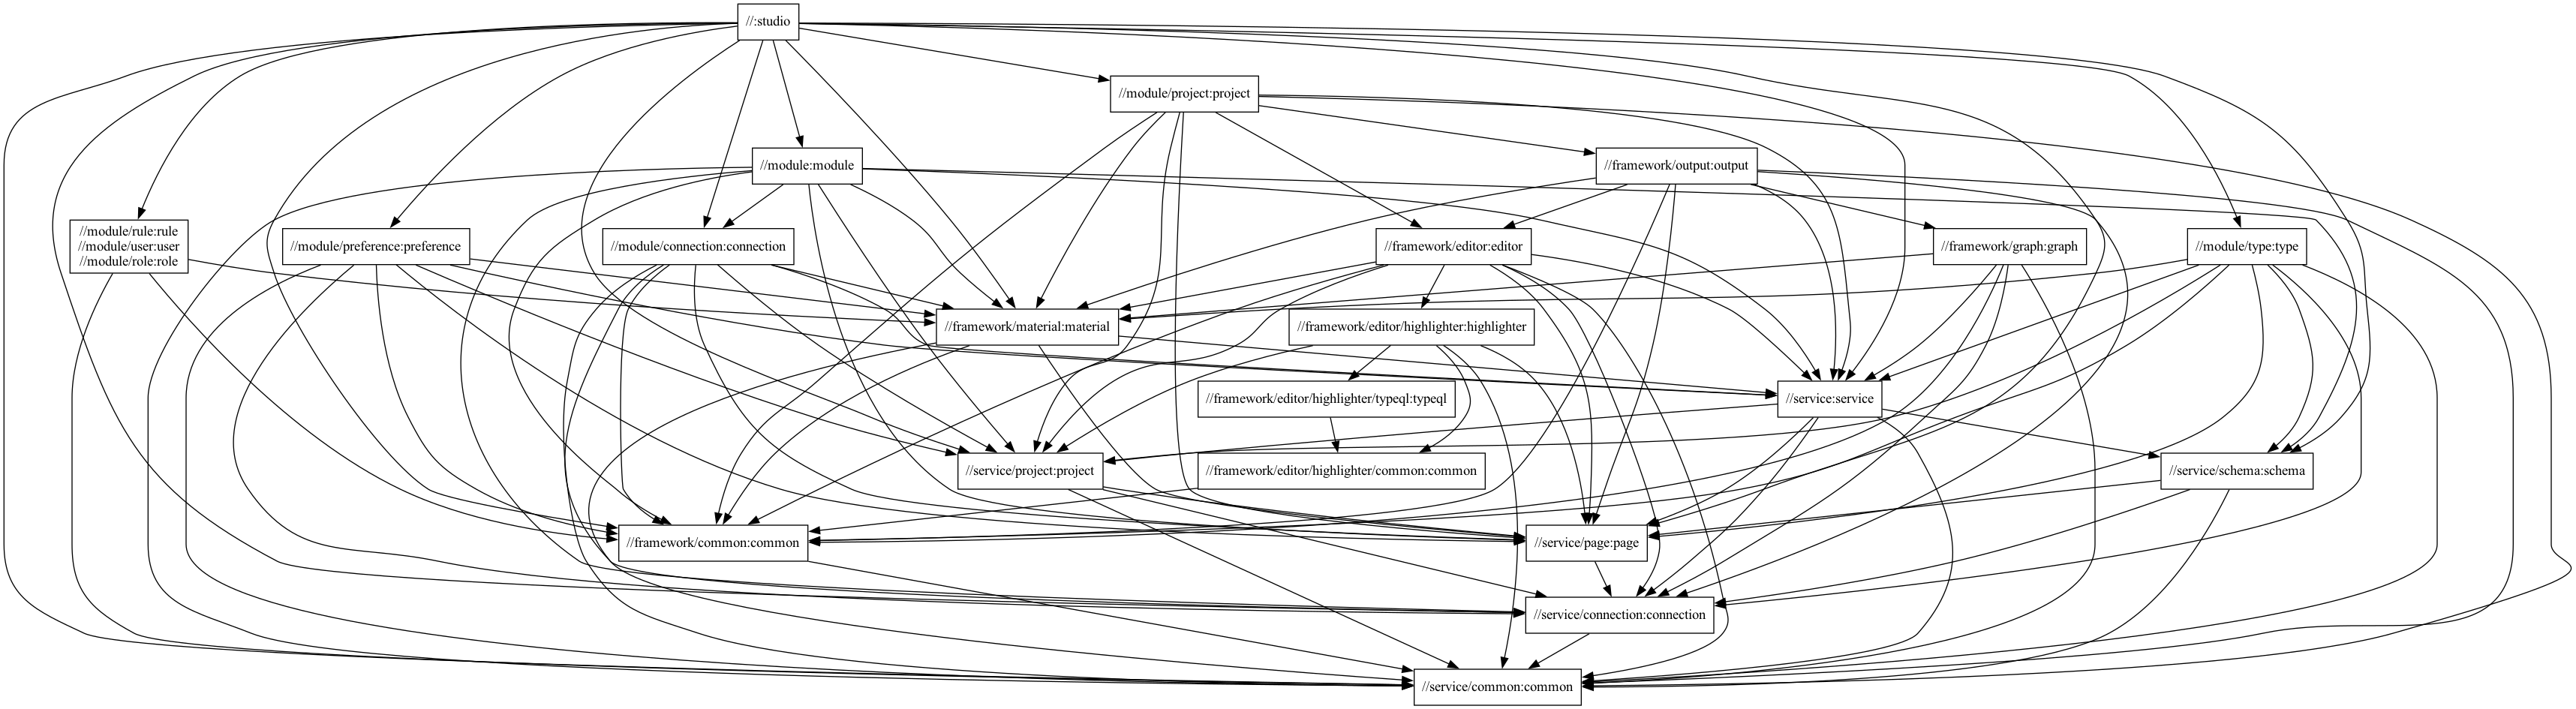 //:studio
//module/project:project
//module:module
//framework/output:output
//module/rule:rule
//module/user:user
//module/role:role
//module/preference:preference
//module/connection:connection
//framework/editor:editor
//framework/graph:graph
//module/type:type
//framework/material:material
//framework/editor/highlighter:highlighter
//framework/editor/highlighter/typeql:typeql
//service:service
//service/project:project
//framework/editor/highlighter/common:common
//service/schema:schema
//framework/common:common
//service/page:page
//service/connection:connection
//service/common:common